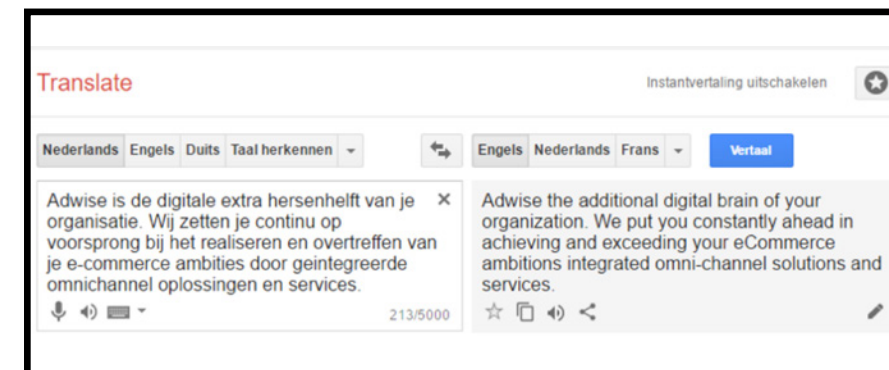 Translate
Instantvertaling uitschakelen
Nederlands Engels Duits Taal herkennen
Engels Nederlands Frans Vertaal
Adwise is de digitale extra hersenhelft van je
organisatie. Wij zetten je continu op
voorsprong bij het realiseren en overtreffen van
je e-commerce ambities door geintegreerde
omnichannel oplossingen en services.
213/5000
Adwise the additional digital brain of your
organization. We put you constantly ahead in
achieving and exceeding your eCommerce
ambitions integrated omni-channel solutions and
services.